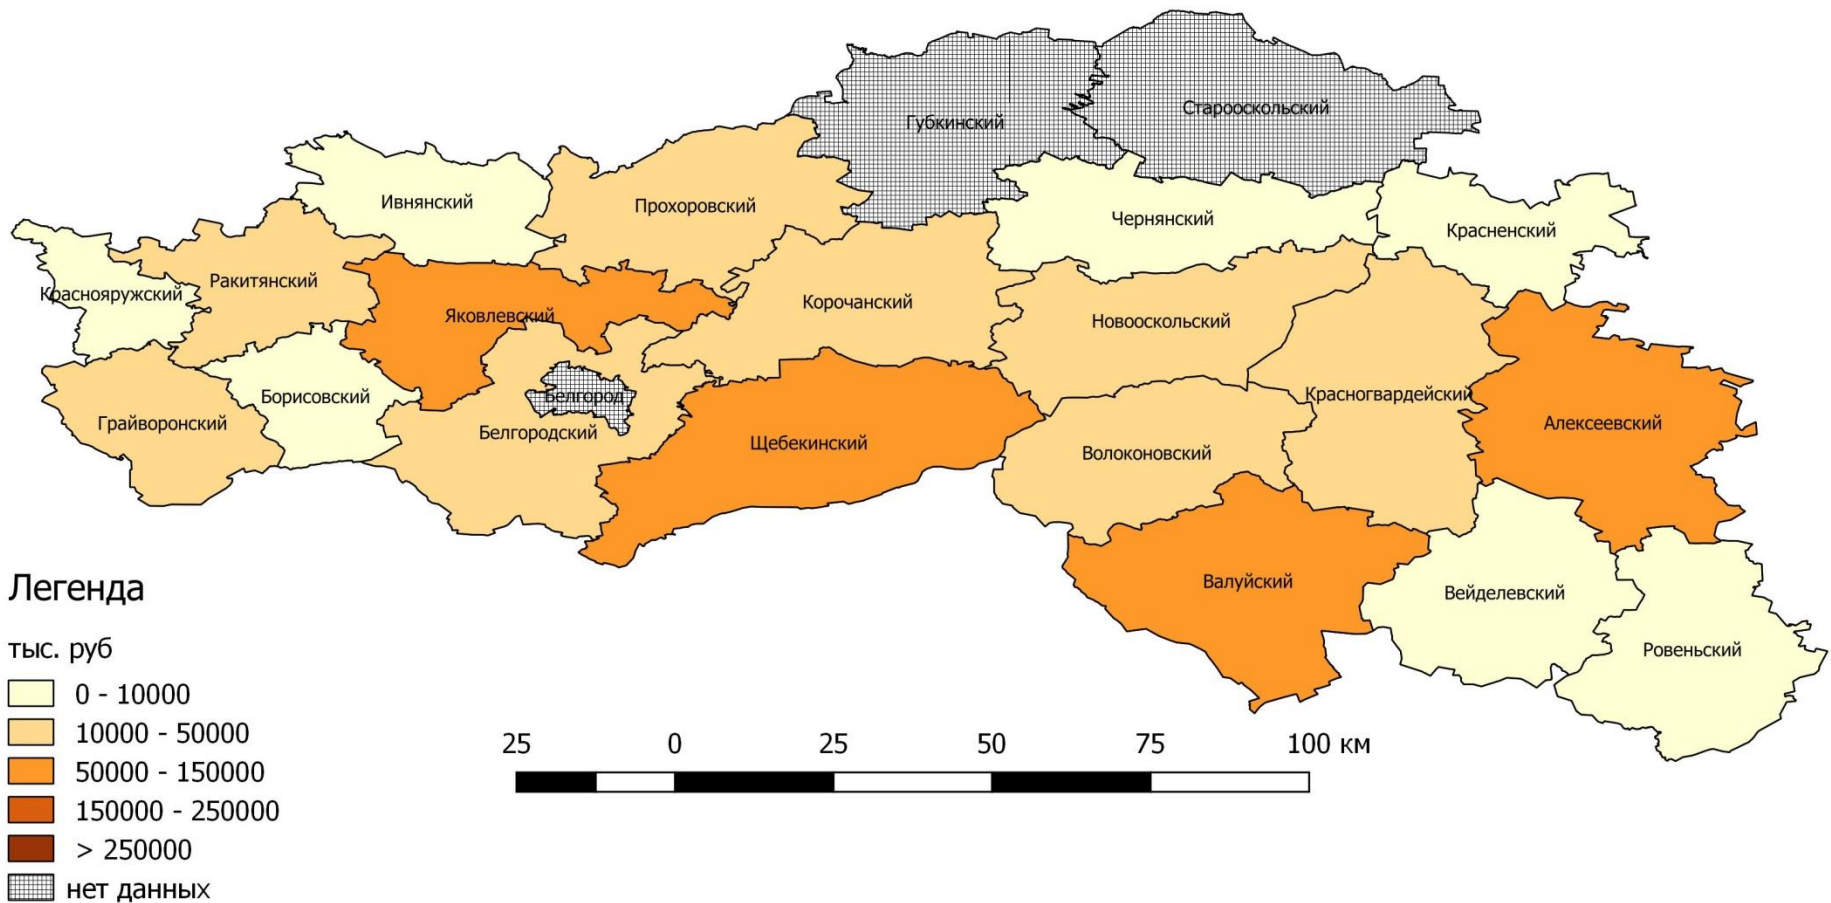 Губкинский
Старооскольский
Ивнянский
Прохоровский
Чернянский
Красненский
Краснояружский
Ракитянский
Яковлевский
Корочанский
Новооскольский
Борисовский
Белгород
Красногвардейский
Грайворонский
Белгородский
Щебекинский
Волоконовский
Алексеевский
Валуйский
Вейделевский
Ровеньский
Легенда
тыс. руб
0 - 10000
10000 - 50000
50000 - 150000
150000 - 250000
> 250000
нет данных
25 0 25 50 75 100 км